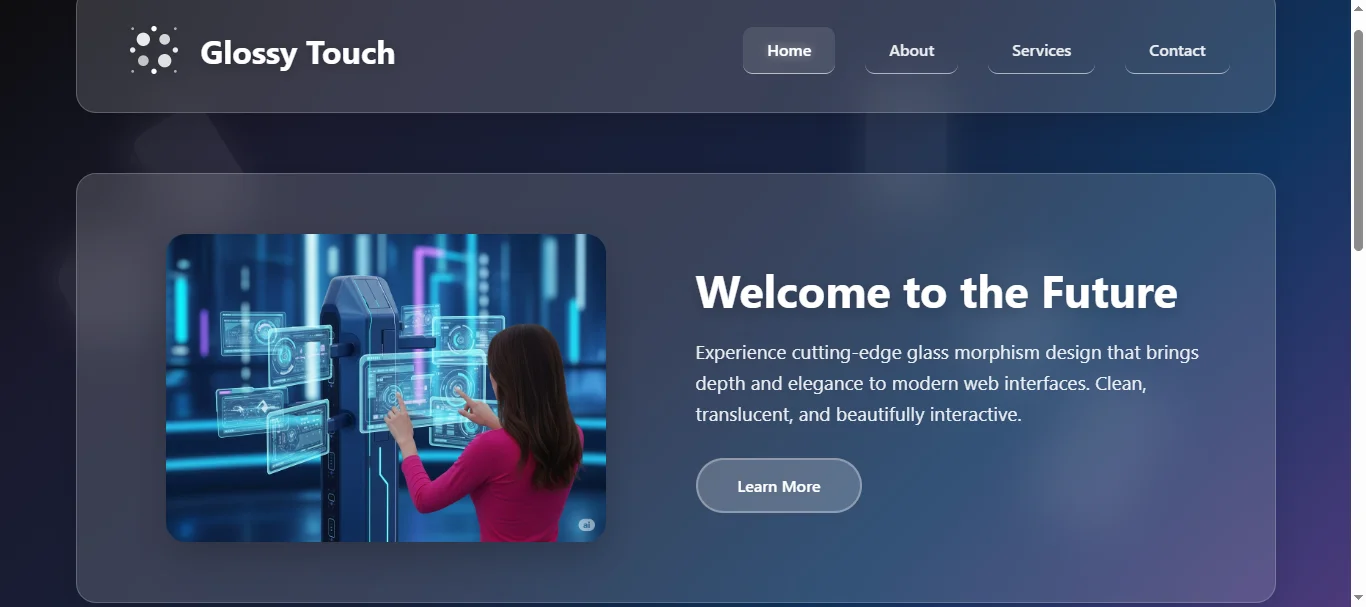 Glossy Touch
Home
About
Services
Contact
Welcome to the Future
Experience cutting-edge glass morphism design that brings
depth and elegance to modern web interfaces. Clean,
translucent, and beautifully interactive.
Learn More
ai